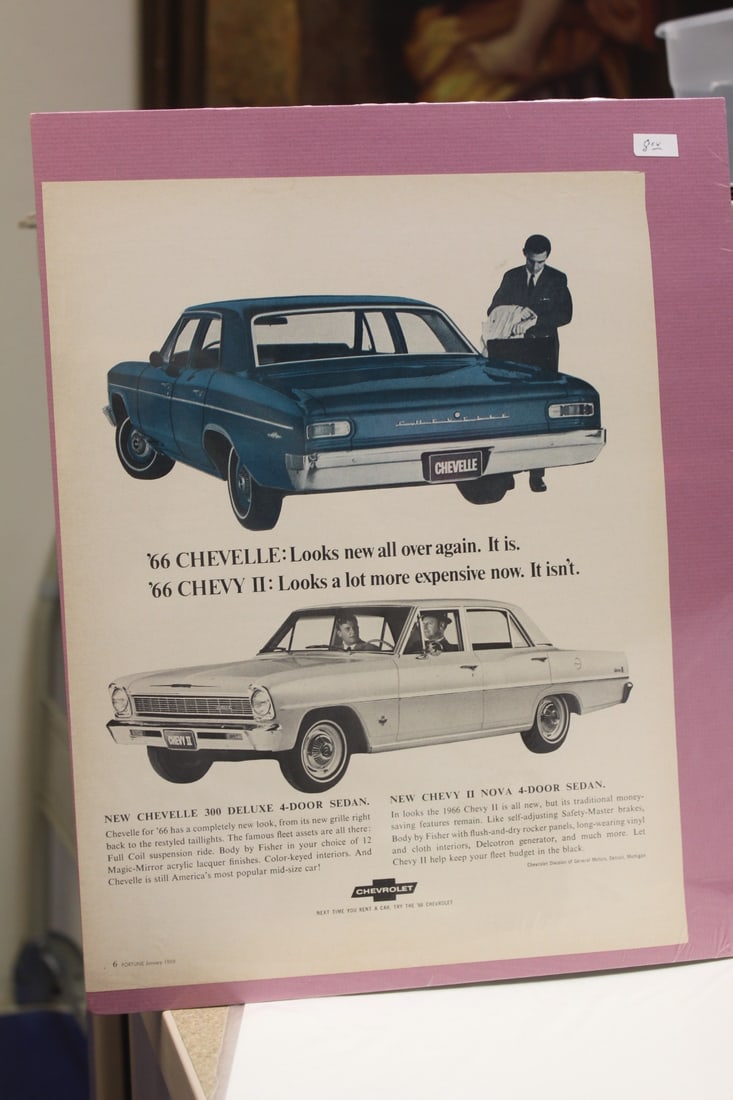 8 00
CHEVELLE
CHEVELLE
'66 CHEVELLE: Looks new all over again. It is.
'66 CHEVY II: Looks a lot more expensive now. It isn't.
CHEVY II
NEW CHEVELLE 300 DELUXE 4-DOOR SEDAN.
Chevelle for '66 has a completely new look, from its new grille right
back to the restyled taillights. The famous fleet assets are all there:
Full Coil suspension ride. Body by Fisher in your choice of 12
Magic-Mirror acrylic lacquer finishes. Color-keyed interiors. And
Chevelle is still America's most popular mid-size car!
NEW CHEVY II NOVA 4-DOOR SEDAN.
In looks the 1966 Chevy II is all new, but its traditional money-
saving features remain. Like self-adjusting Safety-Master brakes,
Body by Fisher with flush-and-dry rocker panels, long-wearing vinyl
and cloth interiors, Delcotron generator, and much more. Let
Chevy II help keep your fleet budget in the black.
Chevrolet Division of General Motors, Detroit, Michigan
CHEVROLET
NEXT TIME YOU RENT A CAR, TRY THE '66 CHEVROLET
6 FORTUNE January 1966